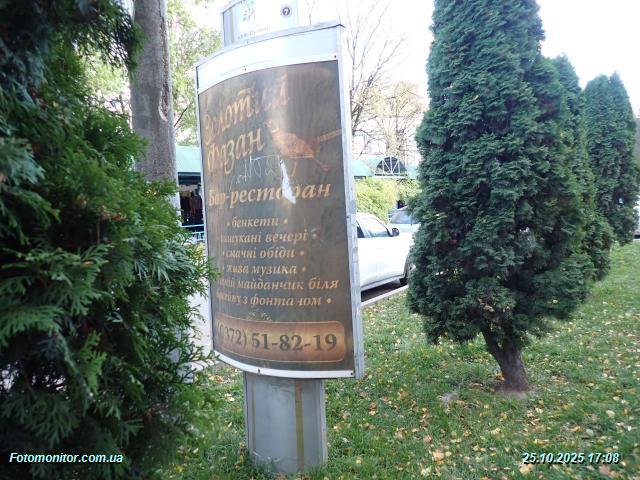 Золотий
фазан
Бар-ресторан
• бенкети •
вишукані вечері •
• смачні обіди •
• жива музика •
майданчик біля
з фонтаном •
(0372) 51-82-19
Fotomonitor.com.ua
25.10.2025 17:08